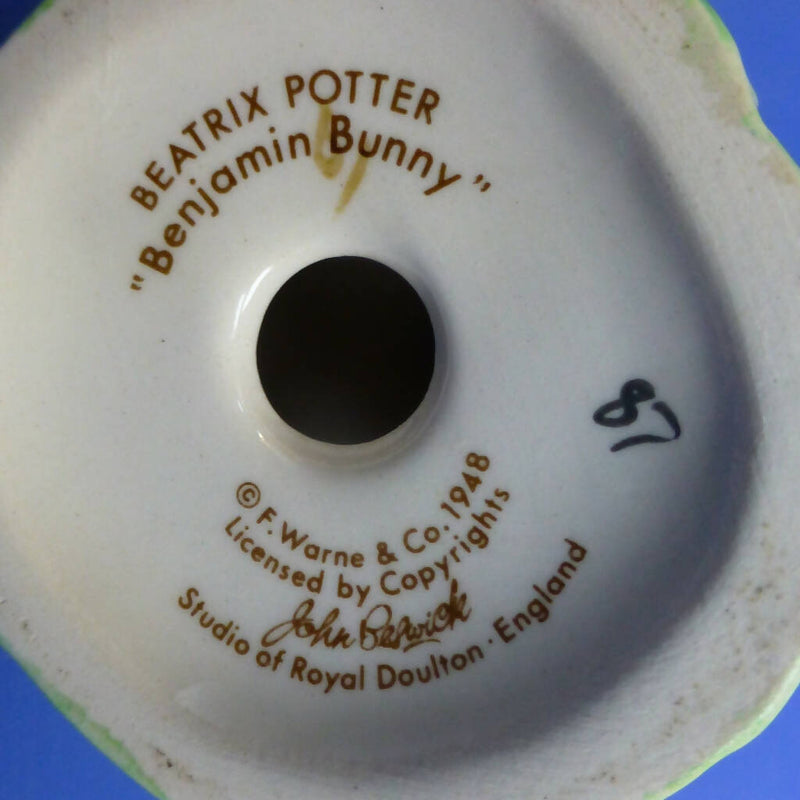 BEATRIX POTTER
"Benjamin Bunny"
87
© F. Warne & Co. 1948
Licensed by Copyrights
John Beswick
Studio of Royal Doulton · England